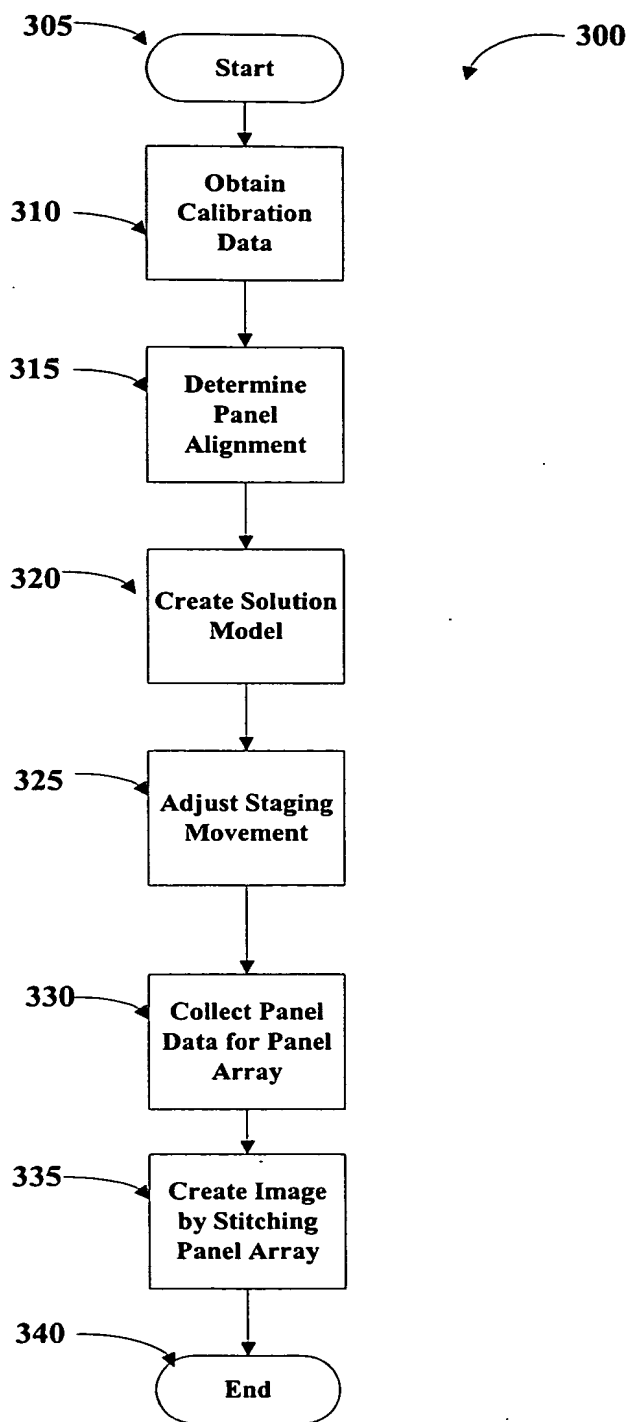 305
Start
300
310
Obtain
Calibration
Data
315
Determine
Panel
Alignment
320
Create Solution
Model
325
Adjust Staging
Movement
330
Collect Panel
Data for Panel
Array
335
Create Image
by Stitching
Panel Array
340
End